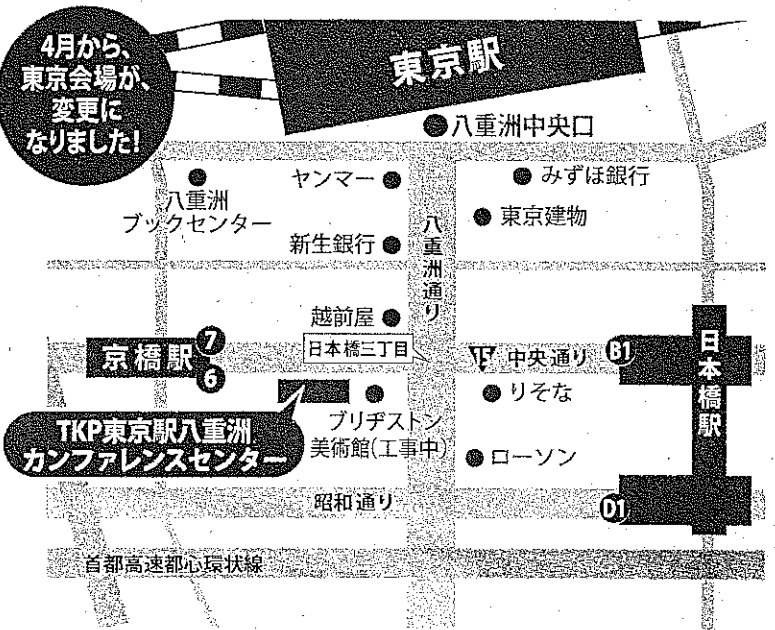 4月から、
東京会場が、
変更に
なりました!
東京駅
八重洲中央口
八重洲
ブックセンター
ヤンマー
みずほ銀行
東京建物
新生銀行
八重洲通り
越前屋
日本橋三丁目
京橋駅
7
6
15
中央通り
B1
日本橋駅
りそな
ブリヂストン
美術館(工事中)
TKP東京駅八重洲
カンファレンスセンター
ローソン
昭和通り
D1
首都高速都心環状線